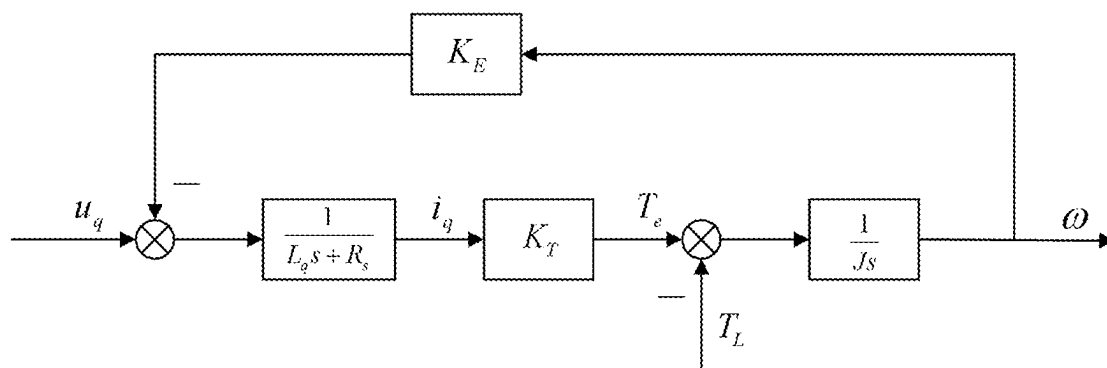 K_E
−
u_q
1
L_q s + R_s
i_q
K_T
T_e
1
Js
ω
−
T_L